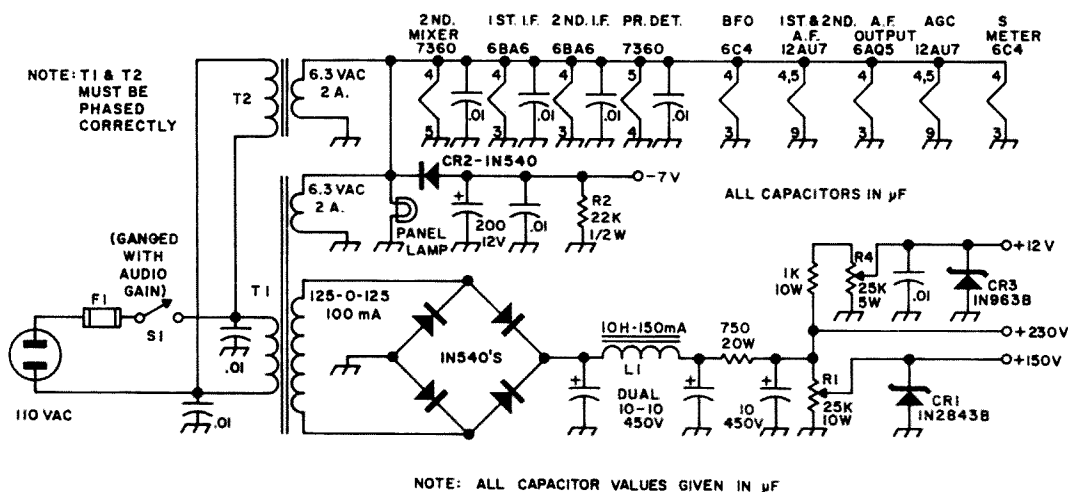 2ND. MIXER 7360
1ST. I.F. 6BA6
2ND. I.F. 6BA6
PR. DET. 7360
BFO 6C4
1ST & 2ND. A.F. 12AU7
A.F. OUTPUT 6AQ5
AGC 12AU7
S METER 6C4
NOTE: T1 & T2
MUST BE
PHASED
CORRECTLY
T2
6.3 VAC
2 A.
4
5
.01
4
3
.01
4
3
.01
5
4
.01
4
3
4,5
9
4
3
4,5
9
4
3
CR2-IN540
-7V
6.3 VAC
2 A.
PANEL
LAMP
+
200
12V
.01
R2
22K
1/2W
ALL CAPACITORS IN µF
(GANGED
WITH
AUDIO
GAIN)
F1
S1
T1
.01
110 VAC
.01
125-0-125
100 mA
IN540'S
10H-150mA
L1
750
20W
+
DUAL
10-10
450V
+
+
10
450V
1K
10W
R4
25K
5W
.01
CR3
1N963B
+12V
+230V
+150V
R1
25K
10W
CR1
1N2843B
NOTE: ALL CAPACITOR VALUES GIVEN IN µF